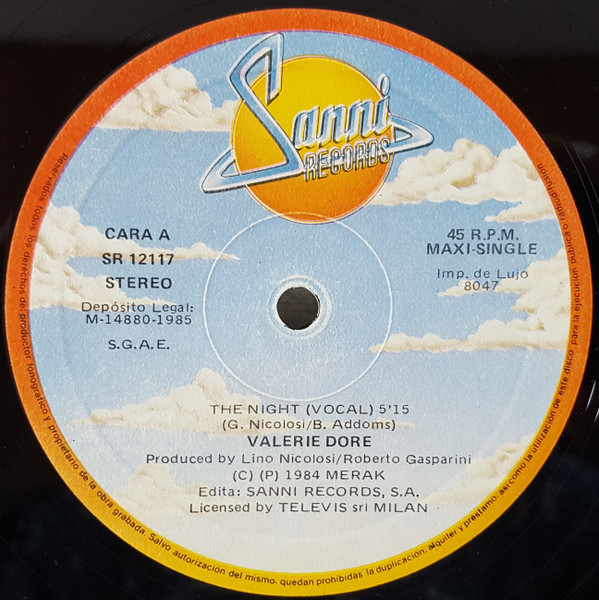 Sanni
RECORDS
CARA A
SR 12117
STEREO
Depósito Legal:
M-14880-1985
S.G.A.E.
45 R.P.M.
MAXI-SINGLE
Imp. de Lujo
8047
THE NIGHT (VOCAL) 5'15
(G. Nicolosi/B. Addoms)
VALERIE DORE
Produced by Lino Nicolosi/Roberto Gasparini
(C) (P) 1984 MERAK
Edita: SANNI RECORDS, S.A.
Licensed by TELEVIS srl MILAN
Reservados todos los derechos del productor fonografico y propietario de la obra grabada. Salvo autorización del mismo, quedan prohibidas la duplicación, alquiler y préstamo, así como la utilización de este disco para la ejecución pública o radiodifusión